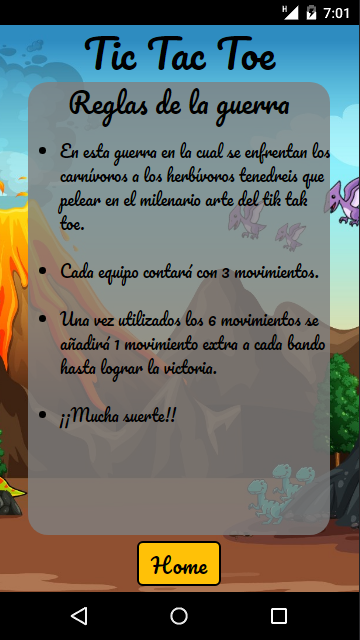 H 7:01
Tic Tac Toe
Reglas de la guerra
• En esta guerra en la cual se enfrentan los
carnívoros a los herbívoros tenedreis que
pelear en el milenario arte del tik tak
toe.
• Cada equipo contará con 3 movimientos.
• Una vez utilizados los 6 movimientos se
añadirá 1 movimiento extra a cada bando
hasta lograr la victoria.
• ¡¡Mucha suerte!!
Home